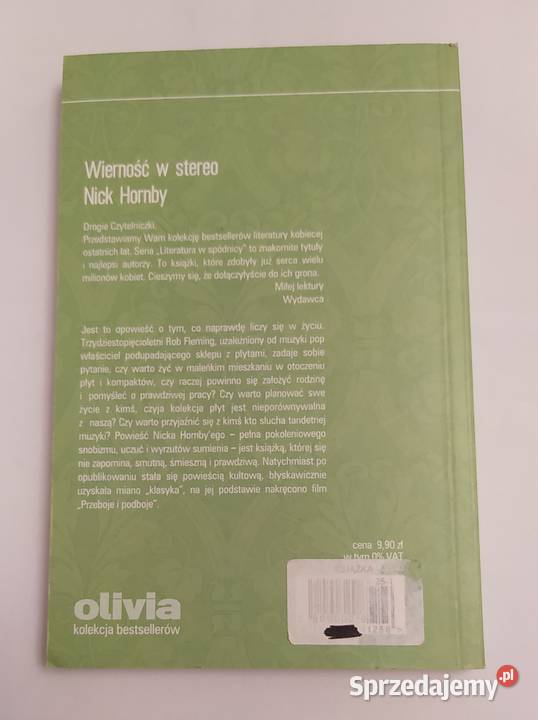 Wierność w stereo
Nick Hornby
Drogie Czytelniczki,
Przedstawiamy Wam kolekcję bestsellerów literatury kobiecej
ostatnich lat. Seria „Literatura w spódnicy" to znakomite tytuły
i najlepsi autorzy. To książki, które zdobyły już serca wielu
milionów kobiet. Cieszymy się, że dołączyłyście do ich grona.
Miłej lektury
Wydawca
Jest to opowieść o tym, co naprawdę liczy się w życiu.
Trzydziestopięcioletni Rob Fleming, uzależniony od muzyki pop
właściciel podupadającego sklepu z płytami, zadaje sobie
pytanie, czy warto żyć w maleńkim mieszkaniu w otoczeniu
płyt i kompaktów, czy raczej powinno się założyć rodzinę
i pomyśleć o prawdziwej pracy? Czy warto planować swe
życie z kimś, czyja kolekcja płyt jest nieporównywalna
z naszą? Czy warto przyjaźnić się z kimś kto słucha tandetnej
muzyki? Powieść Nicka Hornby'ego – pełna pokoleniowego
snobizmu, uczuć i wyrzutów sumienia – jest książką, której się
nie zapomina, smutną, śmieszną i prawdziwą. Natychmiast po
opublikowaniu stała się powieścią kultową, błyskawicznie
uzyskała miano „klasyka", na jej podstawie nakręcono film
„Przeboje i podboje".
cena 9,90 zł
w tym 0% VAT
KSIĄŻKA
olivia
kolekcja bestsellerów
Sprzedajemy.pl